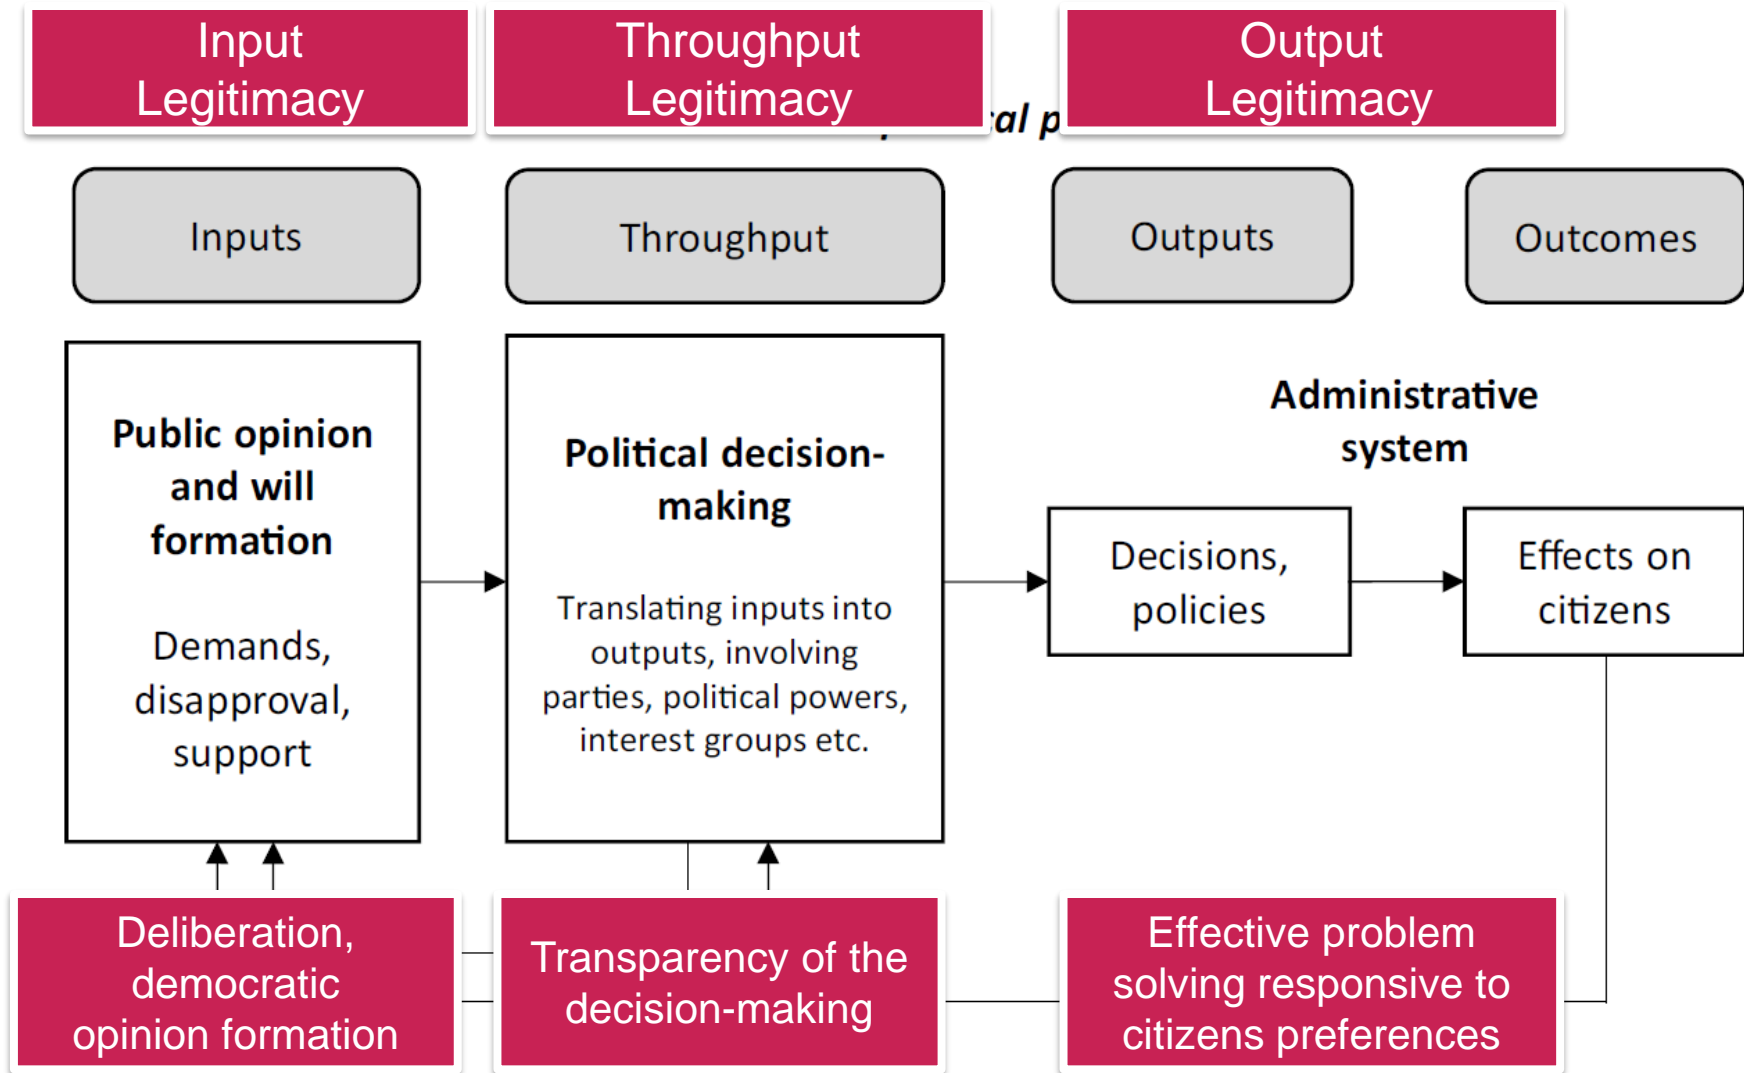 Input
Legitimacy
Throughput
Legitimacy
Output
Legitimacy
Inputs
Throughput
Outputs
Outcomes
Public opinion
and will
formation
Demands,
disapproval,
support
Political decision-
making
Translating inputs into
outputs, involving
parties, political powers,
interest groups etc.
Administrative
system
Decisions,
policies
Effects on
citizens
Deliberation,
democratic
opinion formation
Transparency of the
decision-making
Effective problem
solving responsive to
citizens preferences